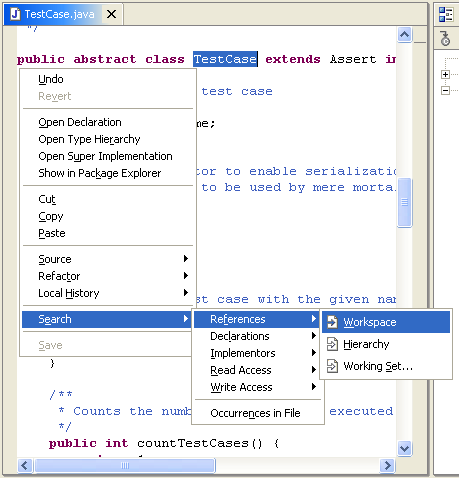 TestCase.java
*/
public abstract class TestCase extends Assert im
Undo
Revert
test case
Open Declaration
me;
Open Type Hierarchy
Open Super Implementation
Show in Package Explorer
tor to enable serializatio
to be used by mere mortal
Cut
Copy
Paste
Source
Refactor
Local History
st case with the given nam
Search
References
Workspace
Declarations
Hierarchy
Save
Implementors
}
Read Access
Working Set...
Write Access
/**
* Counts the numb
executed
Occurrences in File
*/
public int countTestCases() {